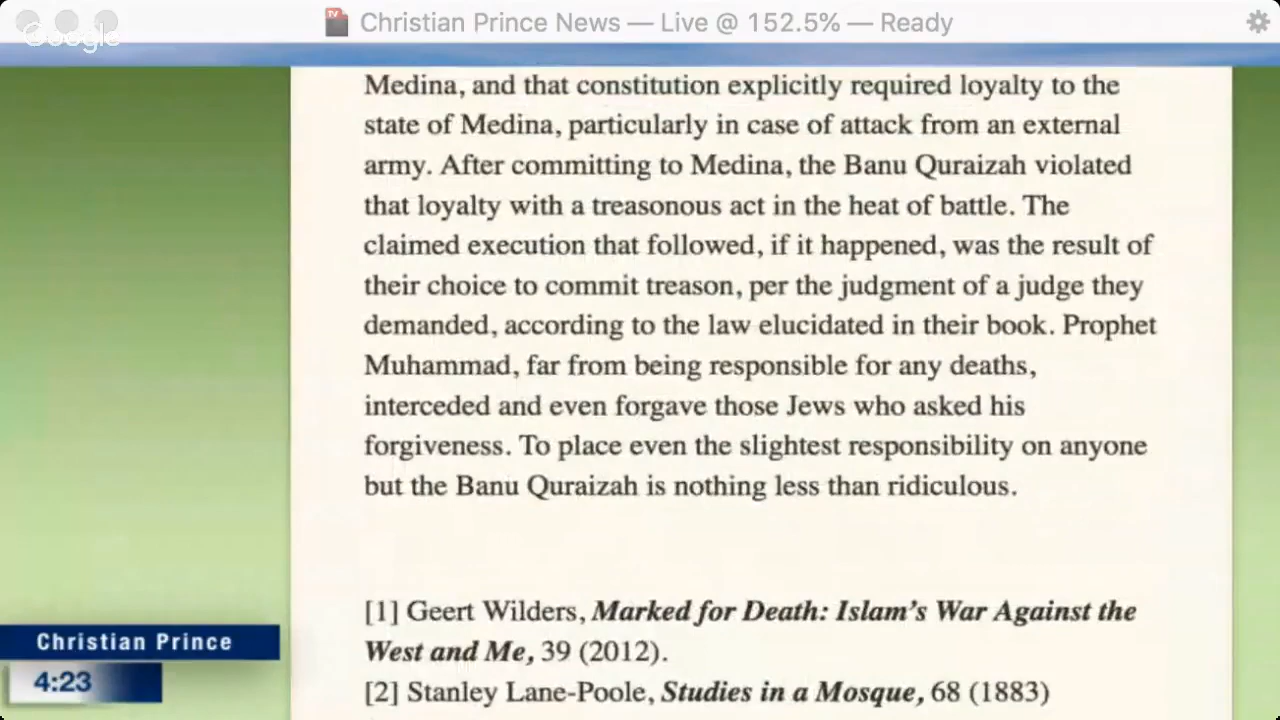 Christian Prince News — Live @ 152.5% — Ready
Google
Medina, and that constitution explicitly required loyalty to the
state of Medina, particularly in case of attack from an external
army. After committing to Medina, the Banu Quraizah violated
that loyalty with a treasonous act in the heat of battle. The
claimed execution that followed, if it happened, was the result of
their choice to commit treason, per the judgment of a judge they
demanded, according to the law elucidated in their book. Prophet
Muhammad, far from being responsible for any deaths,
interceded and even forgave those Jews who asked his
forgiveness. To place even the slightest responsibility on anyone
but the Banu Quraizah is nothing less than ridiculous.
[1] Geert Wilders, Marked for Death: Islam's War Against the
West and Me, 39 (2012).
[2] Stanley Lane-Poole, Studies in a Mosque, 68 (1883)
Christian Prince
4:23